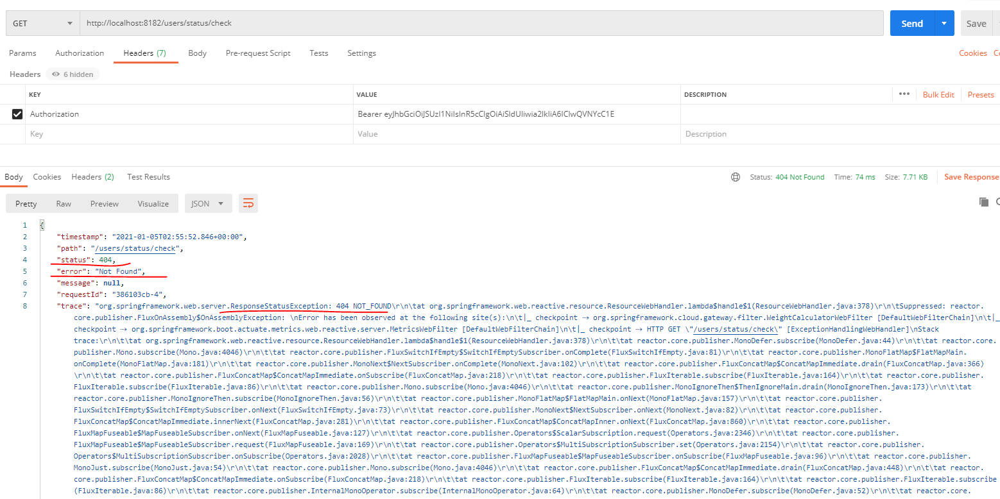 GET http://localhost:8182/users/status/check Send Save
Params Authorization Headers (7) Body Pre-request Script Tests Settings Cookies
Headers 6 hidden
KEY VALUE DESCRIPTION ••• Bulk Edit Presets
Authorization Bearer eyJhbGciOiJSUzI1NiIsInR5cCIgOiAiSldUIiwia2lkIiA6ICIwQVNYcC1E
Key Value Description
Body Cookies Headers (2) Test Results Status: 404 Not Found Time: 74 ms Size: 7.71 KB Save Response
Pretty Raw Preview Visualize JSON
1 {
2 "timestamp": "2021-01-05T02:55:52.846+00:00",
3 "path": "/users/status/check",
4 "status": 404,
5 "error": "Not Found",
6 "message": null,
7 "requestId": "386103cb-4",
8 "trace": "org.springframework.web.server.ResponseStatusException: 404 NOT_FOUND\r\n\tat org.springframework.web.reactive.resource.ResourceWebHandler.lambda$handle$1(ResourceWebHandler.java:378)\r\n\tSuppressed: reactor.
core.publisher.FluxOnAssembly$OnAssemblyException: \nError has been observed at the following site(s):\n\t|_ checkpoint ⇢ org.springframework.cloud.gateway.filter.WeightCalculatorWebFilter [DefaultWebFilterChain]\n\t|_
checkpoint ⇢ org.springframework.boot.actuate.metrics.web.reactive.server.MetricsWebFilter [DefaultWebFilterChain]\n\t|_ checkpoint ⇢ HTTP GET \"/users/status/check\" [ExceptionHandlingWebHandler]\nStack
trace:\r\n\t\tat org.springframework.web.reactive.resource.ResourceWebHandler.lambda$handle$1(ResourceWebHandler.java:378)\r\n\t\tat reactor.core.publisher.MonoDefer.subscribe(MonoDefer.java:44)\r\n\t\tat reactor.core.
publisher.Mono.subscribe(Mono.java:4046)\r\n\t\tat reactor.core.publisher.FluxSwitchIfEmpty$SwitchIfEmptySubscriber.onComplete(FluxSwitchIfEmpty.java:81)\r\n\t\tat reactor.core.publisher.MonoFlatMap$FlatMapMain.
onComplete(MonoFlatMap.java:181)\r\n\t\tat reactor.core.publisher.MonoNext$NextSubscriber.onComplete(MonoNext.java:102)\r\n\t\tat reactor.core.publisher.FluxConcatMap$ConcatMapImmediate.drain(FluxConcatMap.java:366)
\r\n\t\tat reactor.core.publisher.FluxConcatMap$ConcatMapImmediate.onSubscribe(FluxConcatMap.java:218)\r\n\t\tat reactor.core.publisher.FluxIterable.subscribe(FluxIterable.java:164)\r\n\t\tat reactor.core.publisher.
FluxIterable.subscribe(FluxIterable.java:86)\r\n\t\tat reactor.core.publisher.Mono.subscribe(Mono.java:4046)\r\n\t\tat reactor.core.publisher.MonoIgnoreThen$ThenIgnoreMain.drain(MonoIgnoreThen.java:173)\r\n\t\tat
reactor.core.publisher.MonoIgnoreThen.subscribe(MonoIgnoreThen.java:56)\r\n\t\tat reactor.core.publisher.MonoFlatMap$FlatMapMain.onNext(MonoFlatMap.java:157)\r\n\t\tat reactor.core.publisher.
FluxSwitchIfEmpty$SwitchIfEmptySubscriber.onNext(FluxSwitchIfEmpty.java:73)\r\n\t\tat reactor.core.publisher.MonoNext$NextSubscriber.onNext(MonoNext.java:82)\r\n\t\tat reactor.core.publisher.
FluxConcatMap$ConcatMapImmediate.innerNext(FluxConcatMap.java:281)\r\n\t\tat reactor.core.publisher.FluxConcatMap$ConcatMapInner.onNext(FluxConcatMap.java:860)\r\n\t\tat reactor.core.publisher.
FluxMapFuseable$MapFuseableSubscriber.onNext(FluxMapFuseable.java:127)\r\n\t\tat reactor.core.publisher.Operators$ScalarSubscription.request(Operators.java:2346)\r\n\t\tat reactor.core.publisher.
FluxMapFuseable$MapFuseableSubscriber.request(FluxMapFuseable.java:169)\r\n\t\tat reactor.core.publisher.Operators$MultiSubscriptionSubscriber.set(Operators.java:2154)\r\n\t\tat reactor.core.publisher.
Operators$MultiSubscriptionSubscriber.onSubscribe(Operators.java:2028)\r\n\t\tat reactor.core.publisher.FluxMapFuseable$MapFuseableSubscriber.onSubscribe(FluxMapFuseable.java:96)\r\n\t\tat reactor.core.publisher.
MonoJust.subscribe(MonoJust.java:54)\r\n\t\tat reactor.core.publisher.Mono.subscribe(Mono.java:4046)\r\n\t\tat reactor.core.publisher.FluxConcatMap$ConcatMapImmediate.drain(FluxConcatMap.java:448)\r\n\t\tat reactor.
core.publisher.FluxConcatMap$ConcatMapImmediate.onSubscribe(FluxConcatMap.java:218)\r\n\t\tat reactor.core.publisher.FluxIterable.subscribe(FluxIterable.java:164)\r\n\t\tat reactor.core.publisher.FluxIterable.subscribe
(FluxIterable.java:86)\r\n\t\tat reactor.core.publisher.InternalMonoOperator.subscribe(InternalMonoOperator.java:64)\r\n\t\tat reactor.core.publisher.MonoDefer.subscribe(MonoDefer.java:52)\r\n\t\tat reactor.core.